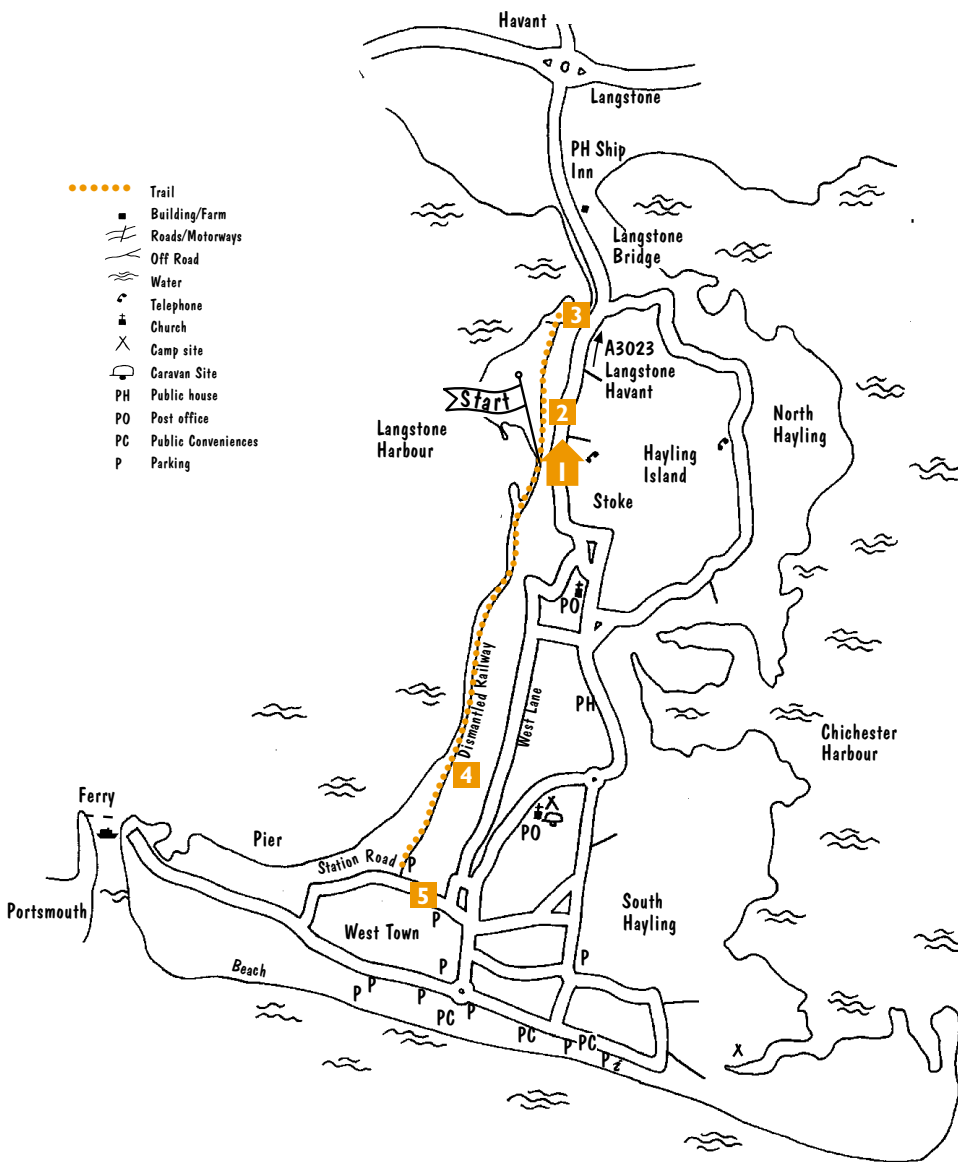 Havant
Langstone
PH Ship
Inn
Trail
Building/Farm
Roads/Motorways
Off Road
Water
Telephone
Church
Camp site
Caravan Site
PH Public house
PO Post office
PC Public Conveniences
P Parking
Langstone
Bridge
3
A3023
Langstone
Havant
Start
2
Langstone
Harbour
North
Hayling
Hayling
Island
1
Stoke
PO
Dismantled Railway
West Lane
PH
Chichester
Harbour
4
Ferry
PO
Pier
Station Road
P
5
P
Portsmouth
West Town
South
Hayling
Beach
P
P
P
P
P
P
PC
PC
PC
P
P i